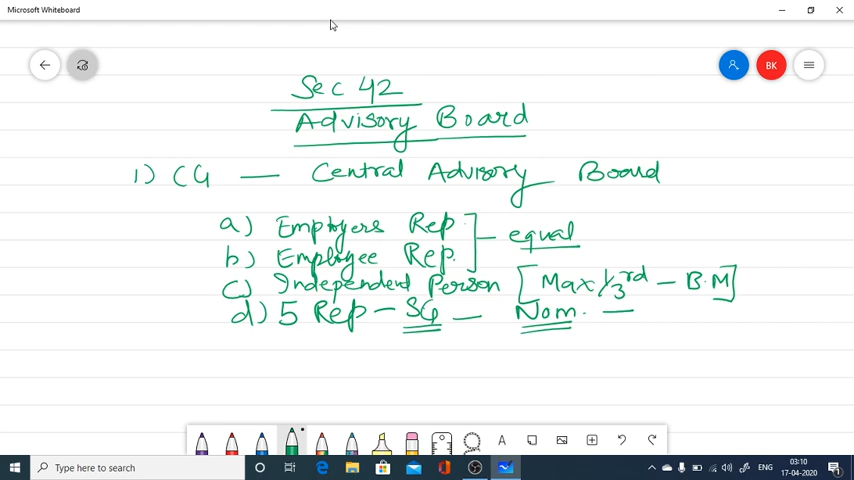 Microsoft Whiteboard
BK
Sec 42
Advisory Board
1) CG — Central Advisory Board
a) Employers Rep.
b) Employee Rep.
equal
c) Independent Person [Max 1/3rd - B.M]
d) 5 Rep - SG — Nom. —
A
Type here to search
ENG
03:10
17-04-2020